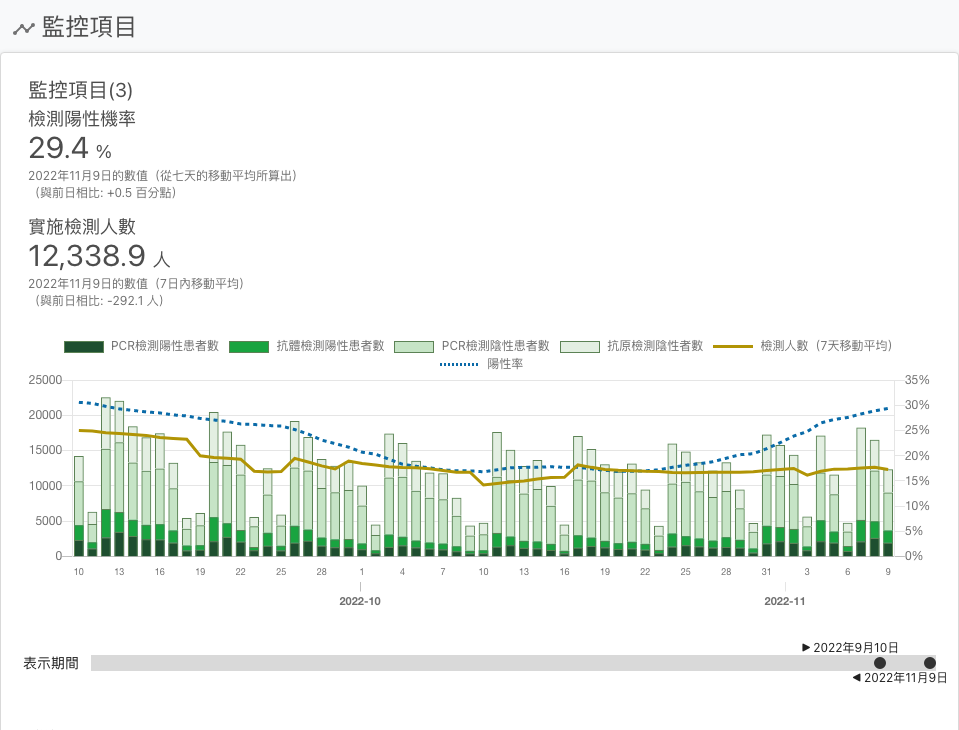 監控項目
監控項目(3)
檢測陽性機率
29.4 %
2022年11月9日的數值（從七天的移動平均所算出）
（與前日相比: +0.5 百分點）
實施檢測人數
12,338.9 人
2022年11月9日的數值（7日內移動平均）
（與前日相比: -292.1 人）
PCR檢測陽性患者數 抗體檢測陽性患者數 PCR檢測陰性患者數 抗原檢測陰性者數 檢測人數（7天移動平均）
陽性率
25000 35%
20000 30%
25%
15000 20%
10000 15%
10%
5000 5%
0 0%
10 13 16 19 22 25 28 1 4 7 10 13 16 19 22 25 28 31 3 6 9
2022-10 2022-11
▶ 2022年9月10日
表示期間
◀ 2022年11月9日